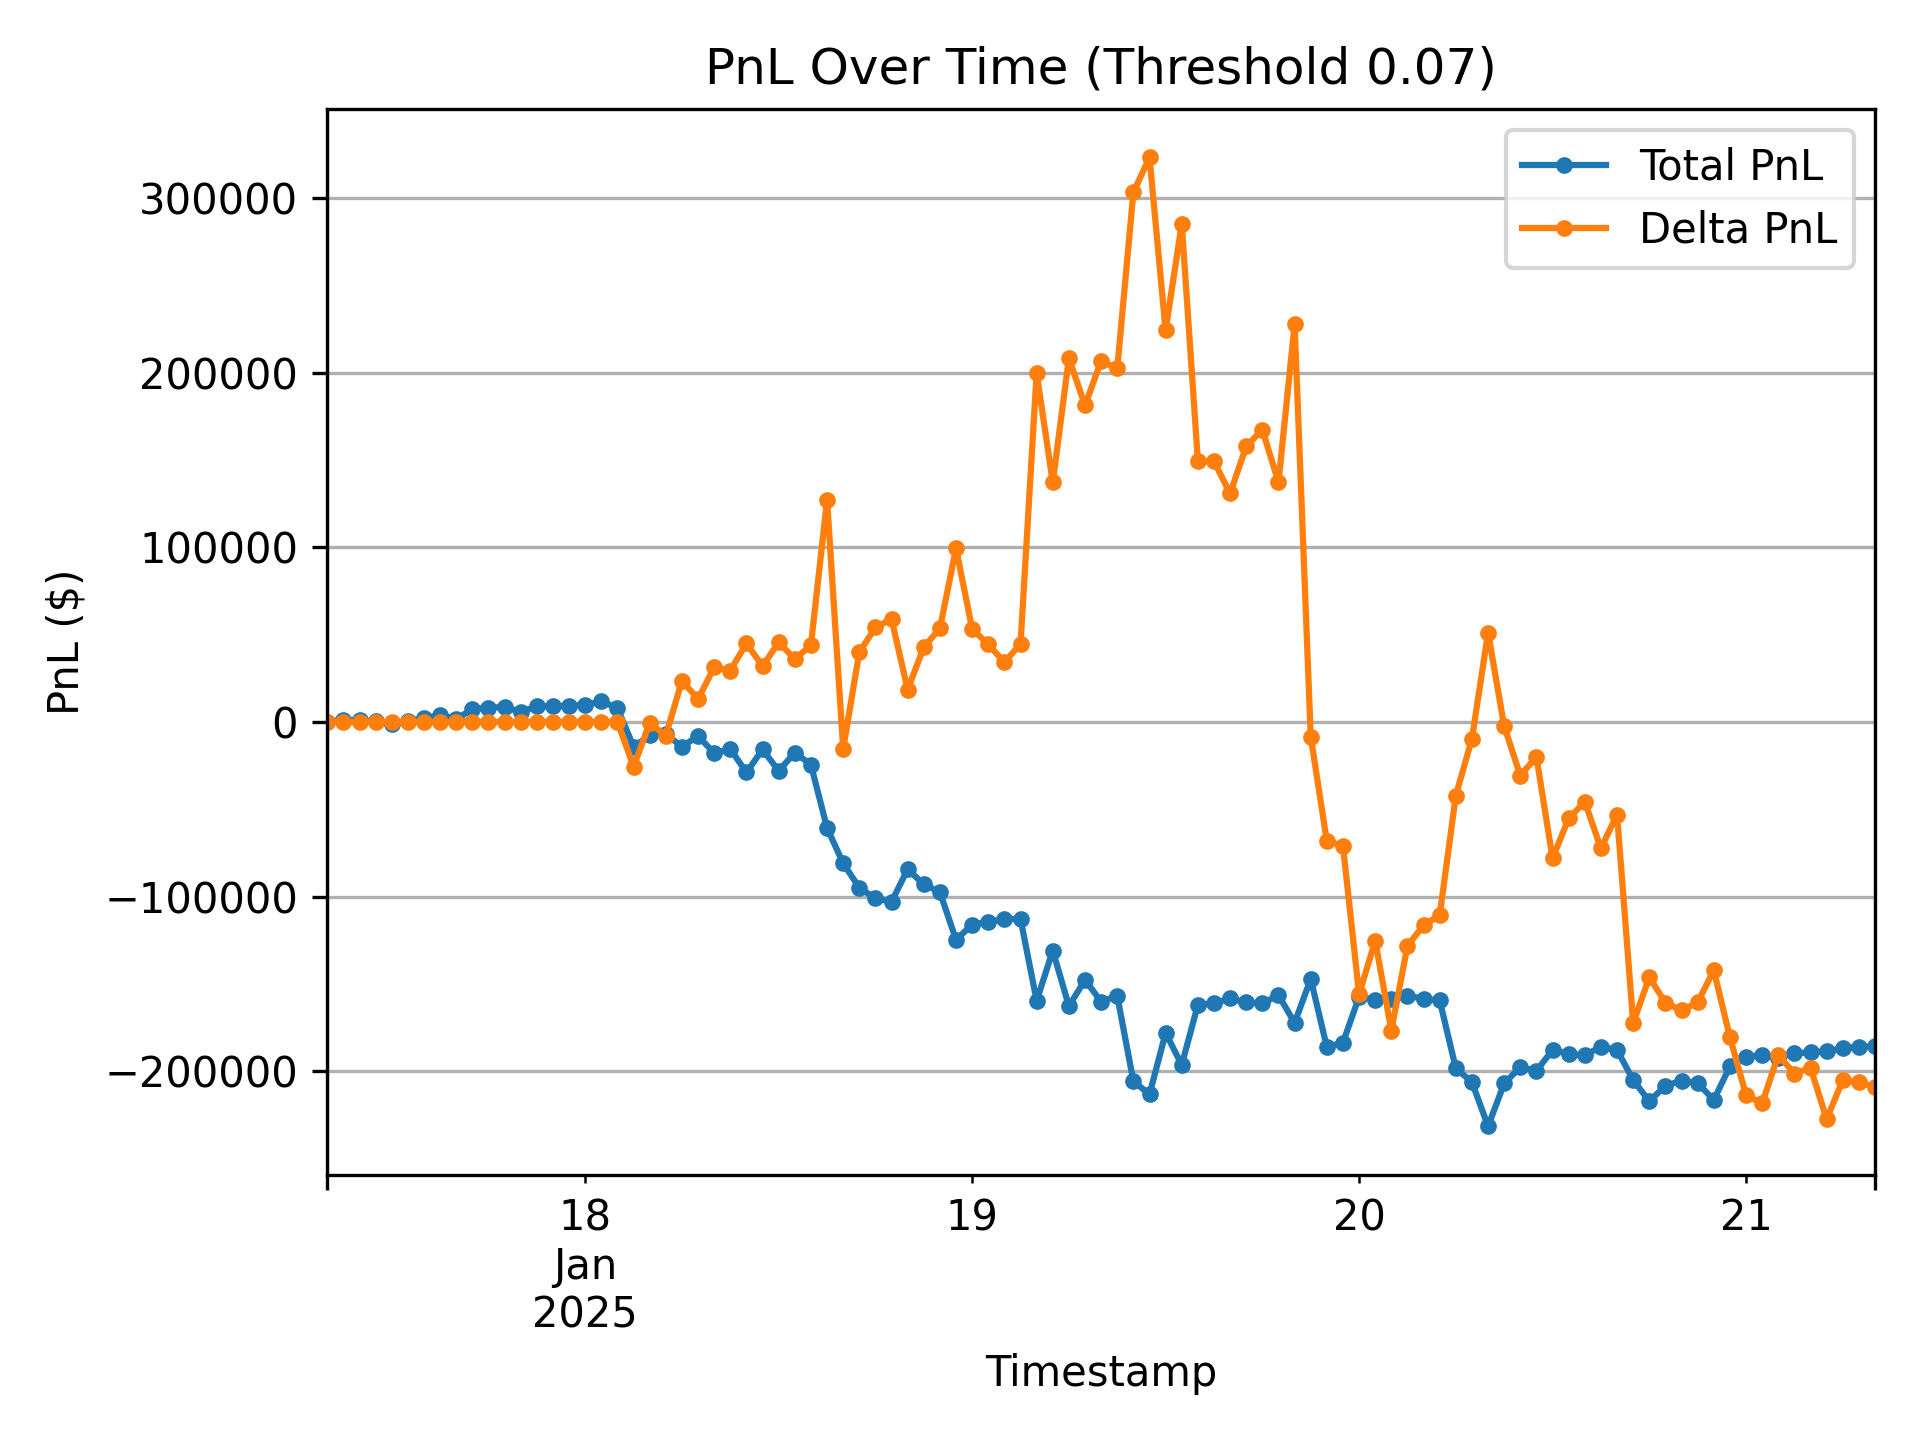 PnL Over Time (Threshold 0.07)
Total PnL
Delta PnL
PnL ($)
300000
200000
100000
0
−100000
−200000
18
19
20
21
Jan
2025
Timestamp